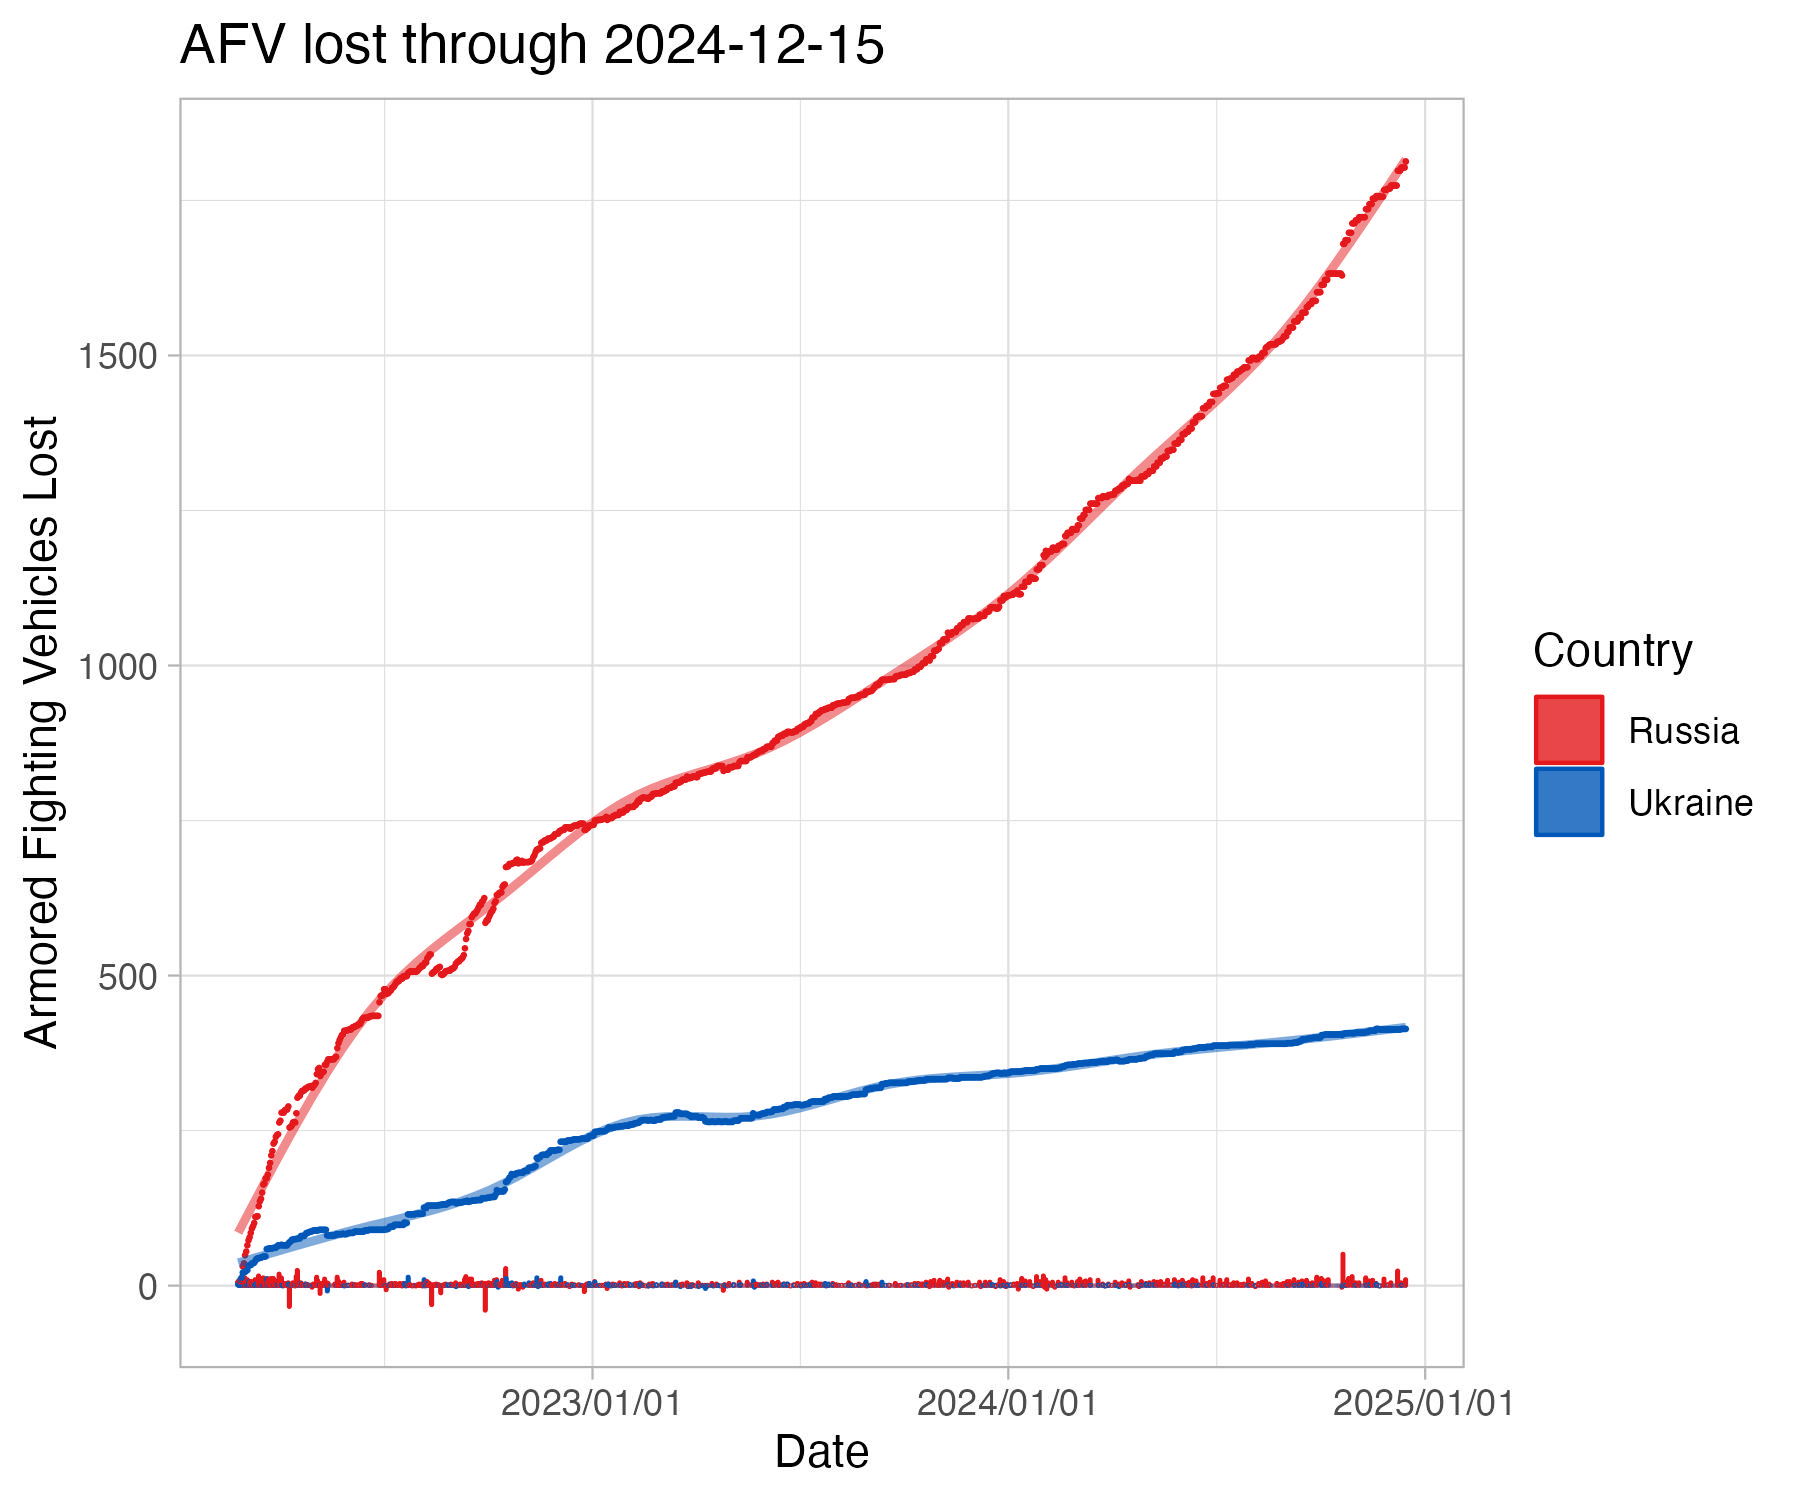 AFV lost through 2024-12-15
Armored Fighting Vehicles Lost
1500
1000
500
0
2023/01/01
2024/01/01
2025/01/01
Date
Country
Russia
Ukraine